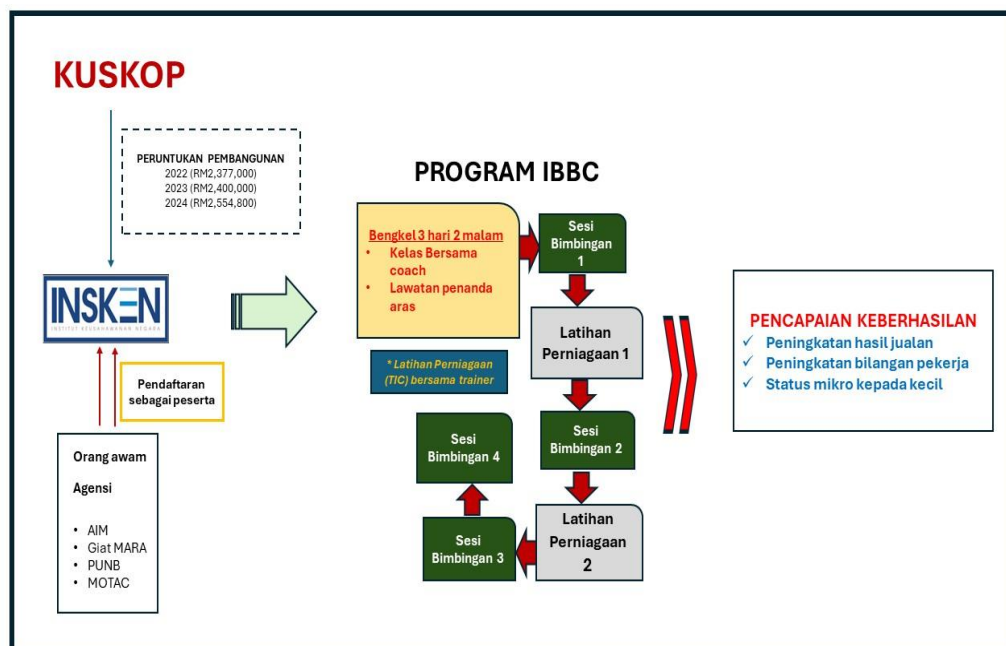 KUSKOP
PERUNTUKAN PEMBANGUNAN
2022 (RM2,377,000)
2023 (RM2,400,000)
2024 (RM2,554,800)
INSKEN
INSTITUT KEUSAHAWANAN NEGARA
Pendaftaran
sebagai peserta
Orang awam
Agensi
• AIM
• Giat MARA
• PUNB
• MOTAC
PROGRAM IBBC
Bengkel 3 hari 2 malam
• Kelas Bersama
coach
• Lawatan penanda
aras
* Latihan Perniagaan
(TIC) bersama trainer
Sesi
Bimbingan
1
Latihan
Perniagaan 1
Sesi
Bimbingan 2
Latihan
Perniagaan
2
Sesi
Bimbingan 3
Sesi
Bimbingan 4
PENCAPAIAN KEBERHASILAN
✓ Peningkatan hasil jualan
✓ Peningkatan bilangan pekerja
✓ Status mikro kepada kecil